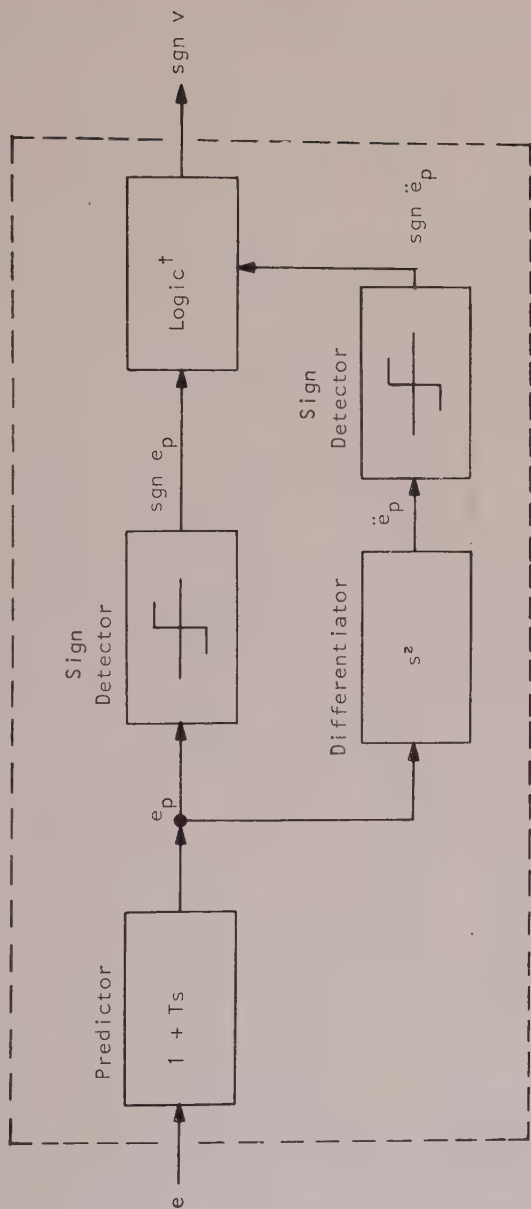 e
Predictor
1 + Ts
e_p
Sign
Detector
sgn e_p
Logic†
sgn v
Differentiator
s²
ë_p
Sign
Detector
sgn ë_p